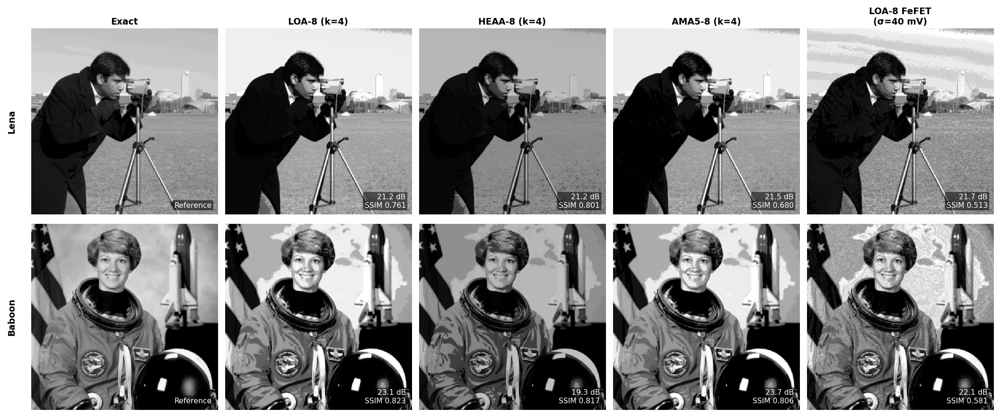 Exact
LOA-8 (k=4)
HEAA-8 (k=4)
AMA5-8 (k=4)
LOA-8 FeFET
(σ=40 mV)
Lena
Reference
21.2 dB
SSIM 0.761
21.2 dB
SSIM 0.801
21.5 dB
SSIM 0.680
21.7 dB
SSIM 0.513
Baboon
Reference
23.1 dB
SSIM 0.823
19.3 dB
SSIM 0.817
23.7 dB
SSIM 0.806
22.1 dB
SSIM 0.581